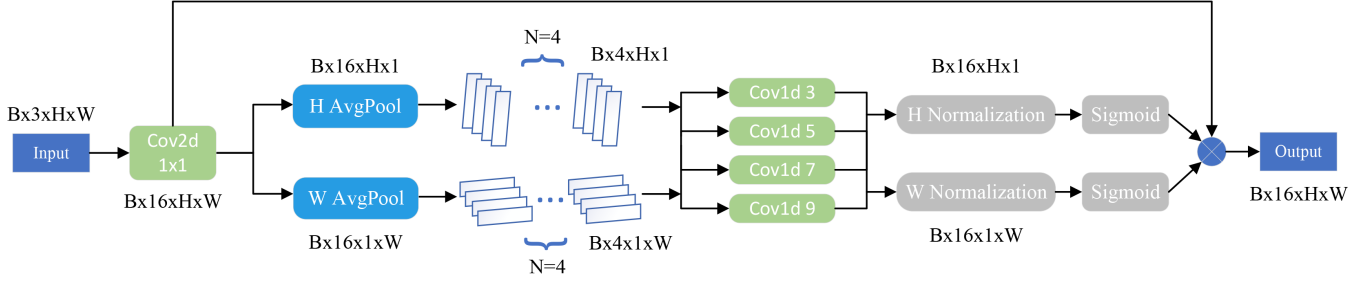 Bx3xHxW
Input
Cov2d
1x1
Bx16xHxW
Bx16xHx1
H AvgPool
W AvgPool
Bx16x1xW
N=4
Bx4xHx1
Bx4x1xW
N=4
Cov1d 3
Cov1d 5
Cov1d 7
Cov1d 9
Bx16xHx1
H Normalization
Sigmoid
W Normalization
Sigmoid
Bx16x1xW
Output
Bx16xHxW